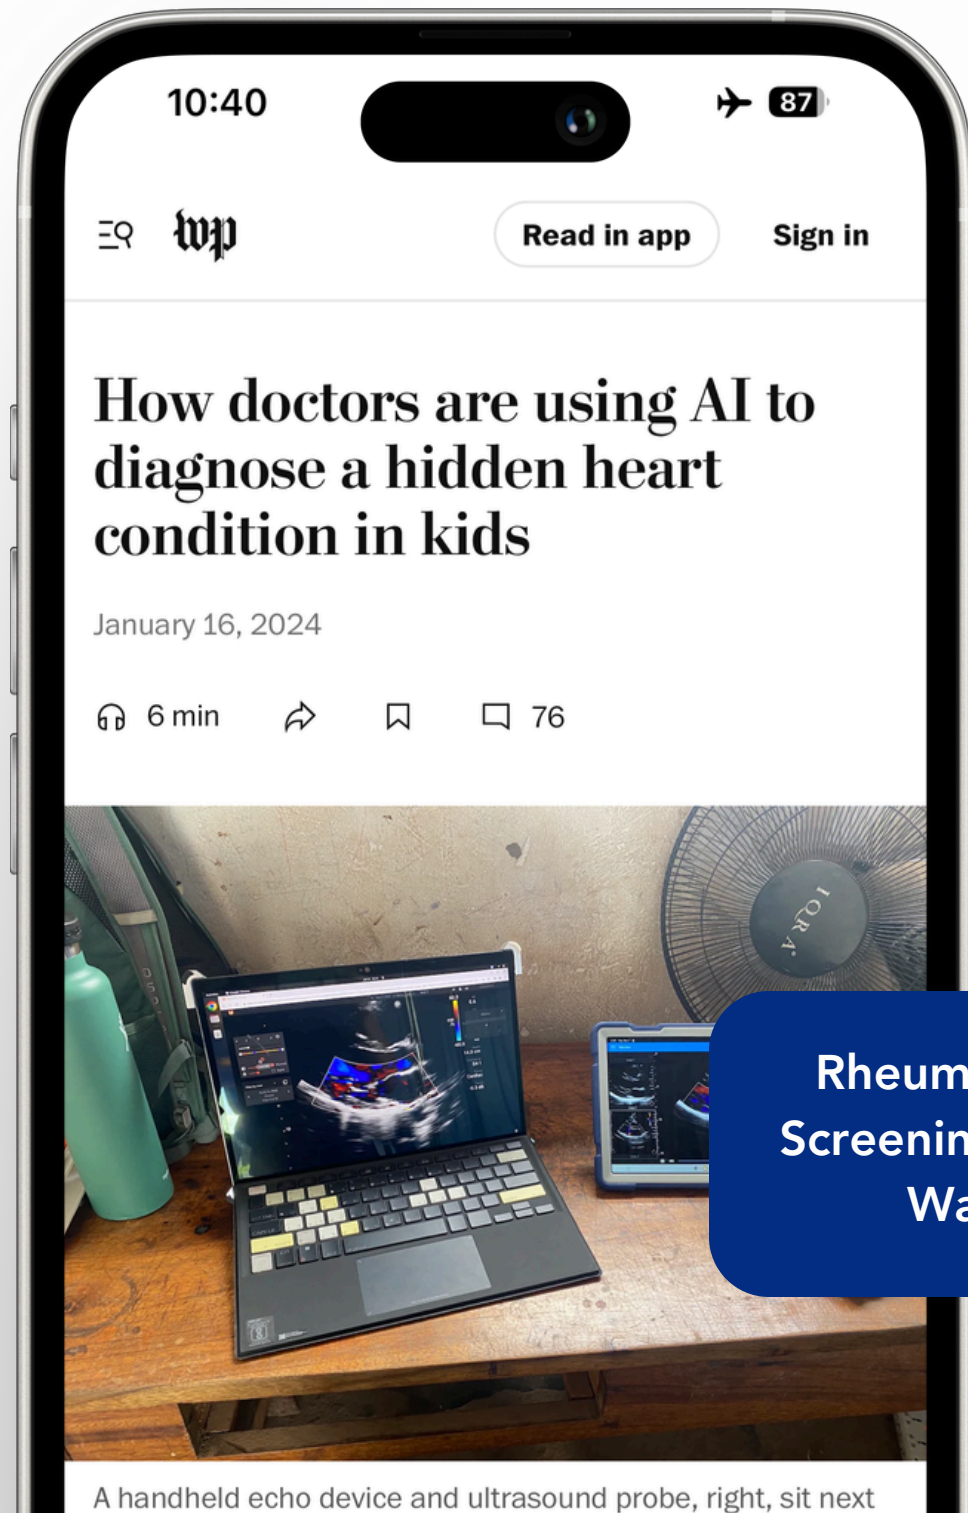 10:40
87
wp
Read in app
Sign in
How doctors are using AI to
diagnose a hidden heart
condition in kids
January 16, 2024
6 min
76
IQRA
Rheum
Screenin
Wa
A handheld echo device and ultrasound probe, right, sit next